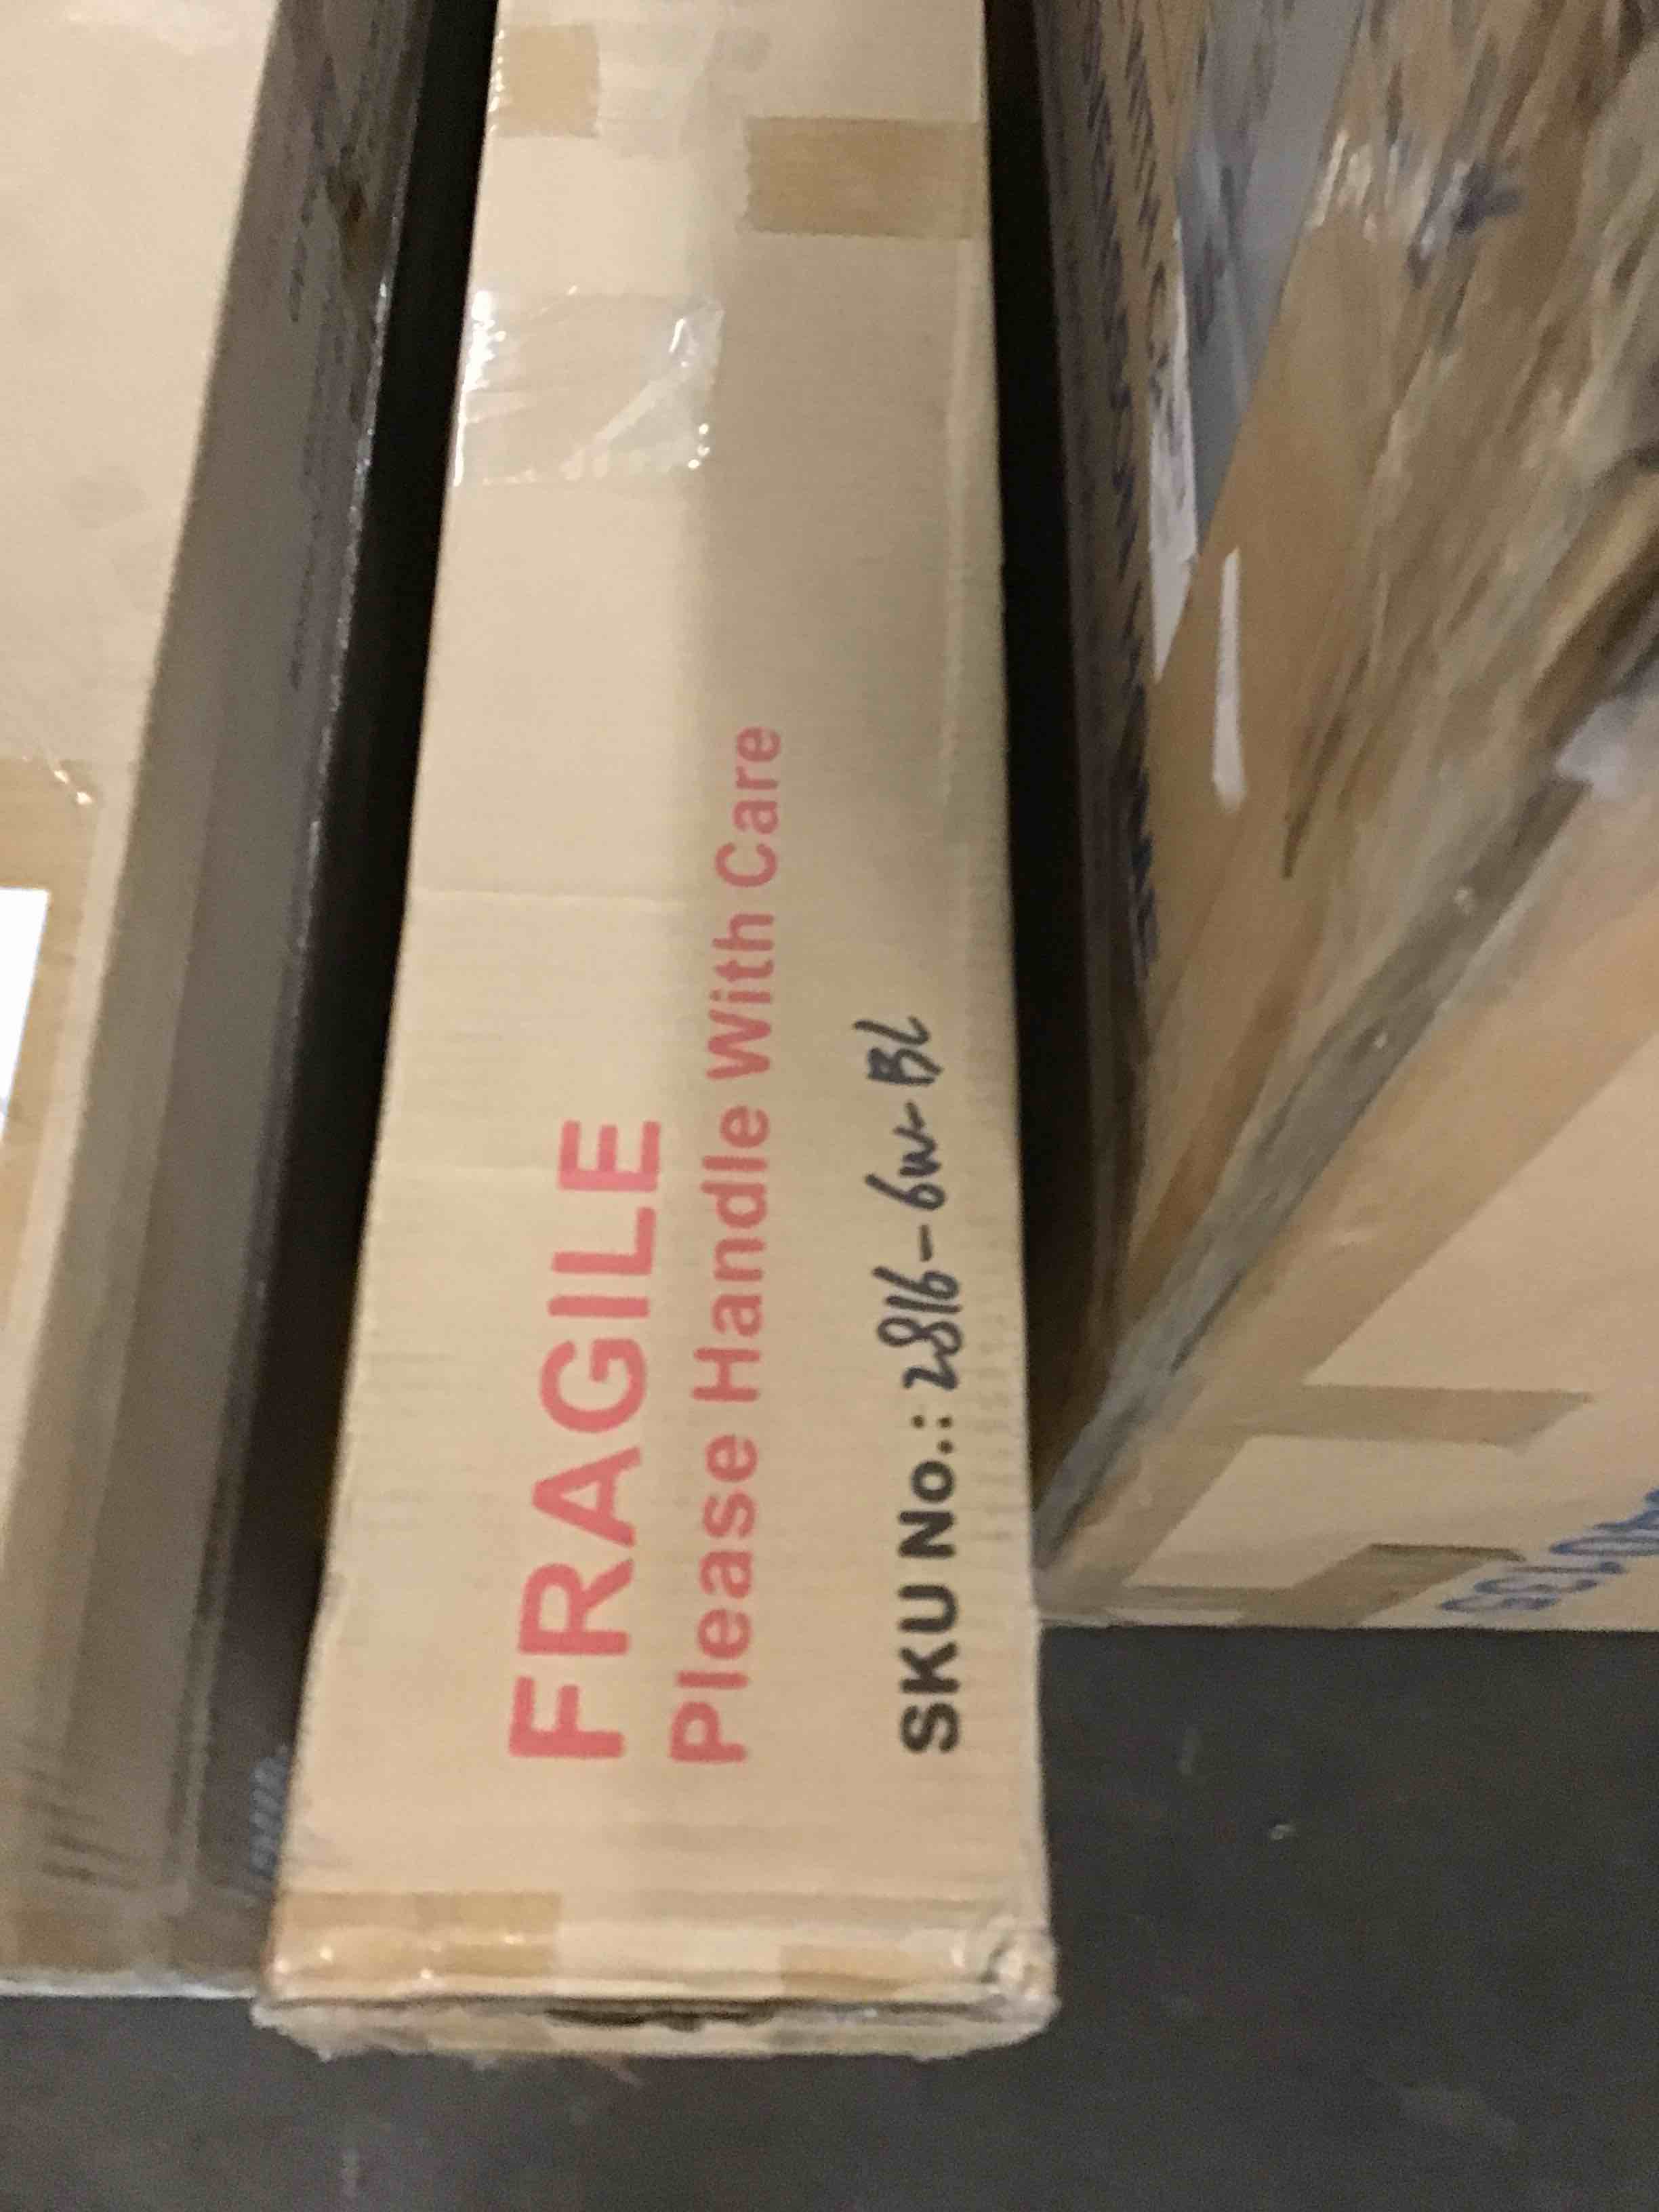 FRAGILE
Please Handle With Care
SKU No.: 2816-6W-BL